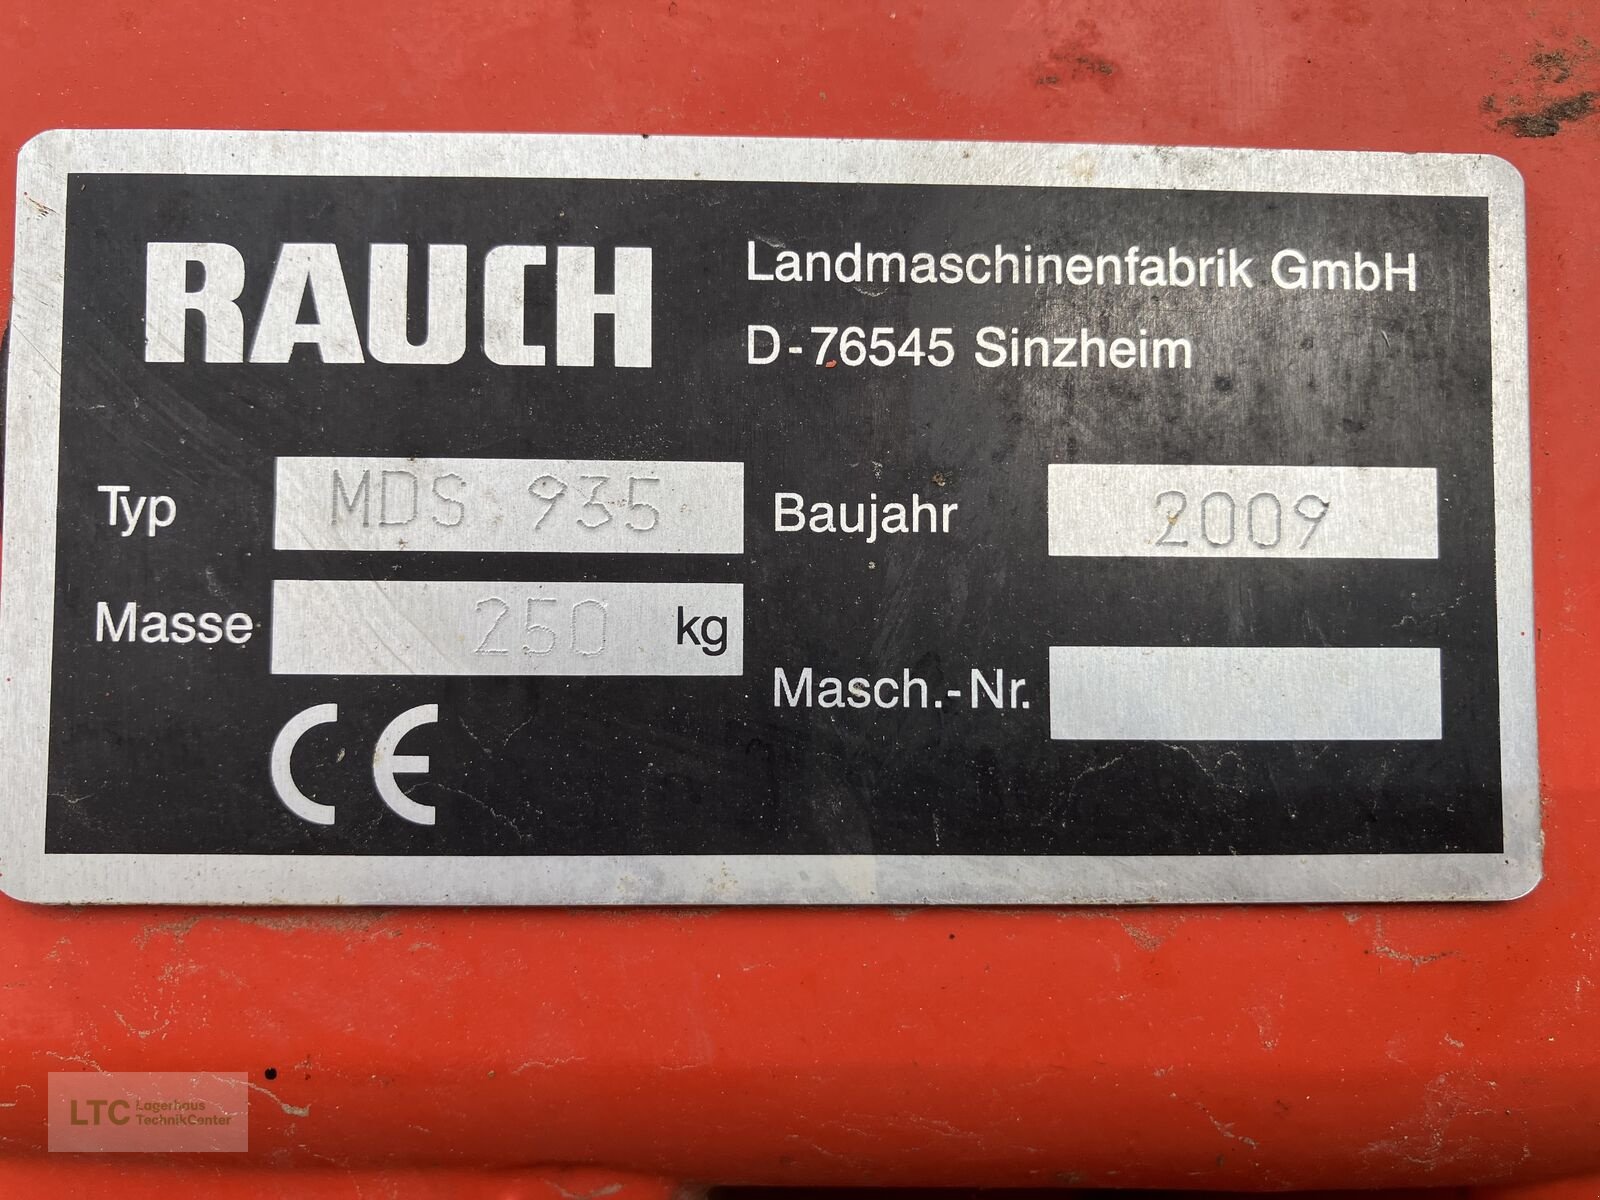 RAUCH
Landmaschinenfabrik GmbH
D-76545 Sinzheim
Typ MDS 935
Baujahr 2009
Masse 250 kg
Masch.-Nr.
CE
LTC Lagerhaus
TechnikCenter